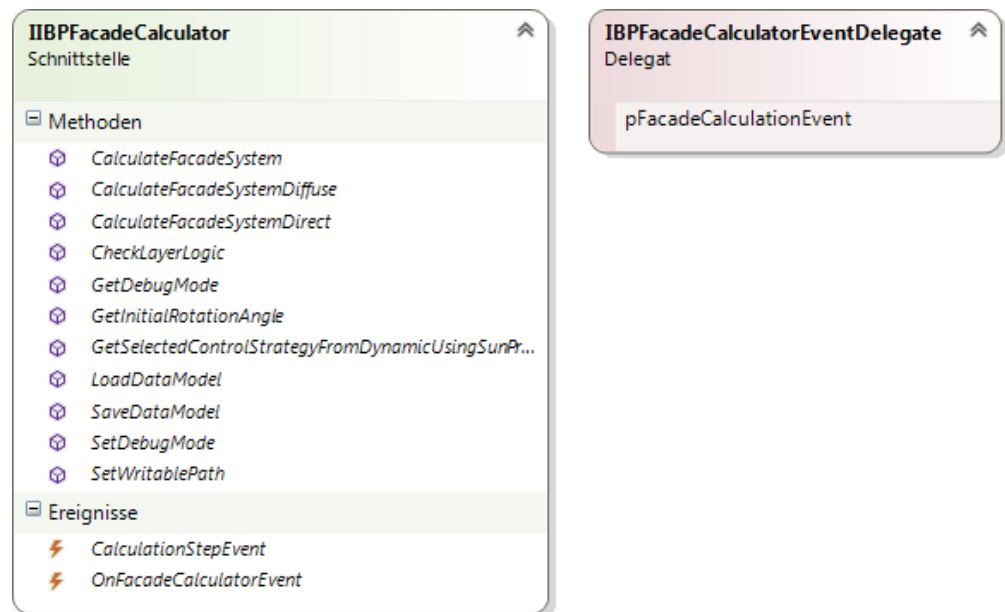 IIBPFacadeCalculator
Schnittstelle
Methoden
CalculateFacadeSystem
CalculateFacadeSystemDiffuse
CalculateFacadeSystemDirect
CheckLayerLogic
GetDebugMode
GetInitialRotationAngle
GetSelectedControlStrategyFromDynamicUsingSunPr...
LoadDataModel
SaveDataModel
SetDebugMode
SetWritablePath
Ereignisse
CalculationStepEvent
OnFacadeCalculatorEvent
IBPFacadeCalculatorEventDelegate
Delegat
pFacadeCalculationEvent